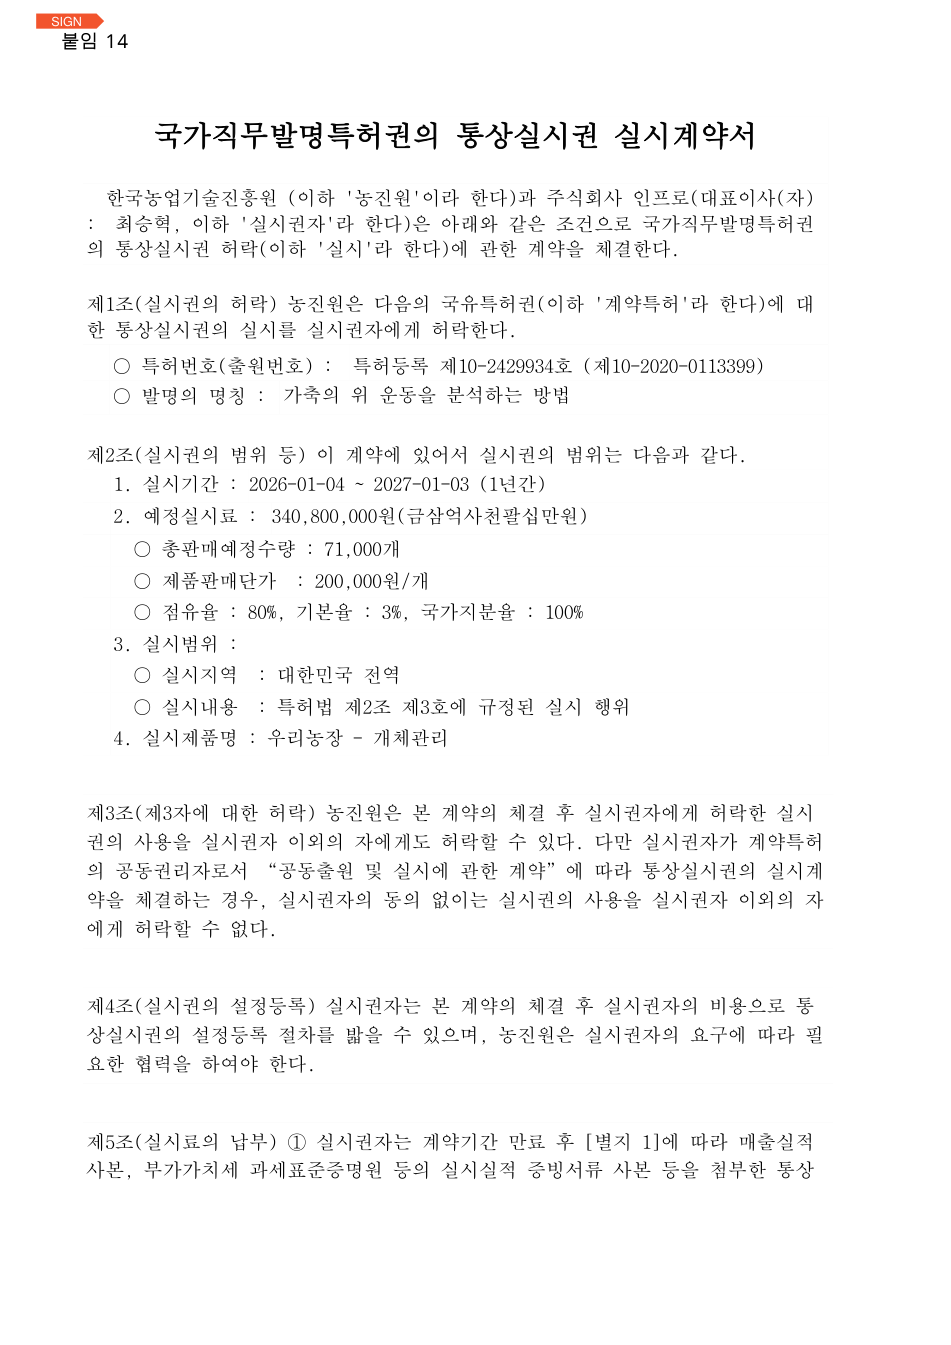 SIGN
붙임 14
국가직무발명특허권의 통상실시권 실시계약서
한국농업기술진흥원 (이하 '농진원'이라 한다)과 주식회사 인프로(대표이사(자)
: 최승혁, 이하 '실시권자'라 한다)은 아래와 같은 조건으로 국가직무발명특허권
의 통상실시권 허락(이하 '실시'라 한다)에 관한 계약을 체결한다.
제1조(실시권의 허락) 농진원은 다음의 국유특허권(이하 '계약특허'라 한다)에 대
한 통상실시권의 실시를 실시권자에게 허락한다.
○ 특허번호(출원번호) : 특허등록 제10-2429934호 (제10-2020-0113399)
○ 발명의 명칭 : 가축의 위 운동을 분석하는 방법
제2조(실시권의 범위 등) 이 계약에 있어서 실시권의 범위는 다음과 같다.
1. 실시기간 : 2026-01-04 ~ 2027-01-03 (1년간)
2. 예정실시료 : 340,800,000원(금삼억사천팔십만원)
○ 총판매예정수량 : 71,000개
○ 제품판매단가 : 200,000원/개
○ 점유율 : 80%, 기본율 : 3%, 국가지분율 : 100%
3. 실시범위 :
○ 실시지역 : 대한민국 전역
○ 실시내용 : 특허법 제2조 제3호에 규정된 실시 행위
4. 실시제품명 : 우리농장 - 개체관리
제3조(제3자에 대한 허락) 농진원은 본 계약의 체결 후 실시권자에게 허락한 실시
권의 사용을 실시권자 이외의 자에게도 허락할 수 있다. 다만 실시권자가 계약특허
의 공동권리자로서 “공동출원 및 실시에 관한 계약”에 따라 통상실시권의 실시계
약을 체결하는 경우, 실시권자의 동의 없이는 실시권의 사용을 실시권자 이외의 자
에게 허락할 수 없다.
제4조(실시권의 설정등록) 실시권자는 본 계약의 체결 후 실시권자의 비용으로 통
상실시권의 설정등록 절차를 밟을 수 있으며, 농진원은 실시권자의 요구에 따라 필
요한 협력을 하여야 한다.
제5조(실시료의 납부) ① 실시권자는 계약기간 만료 후 [별지 1]에 따라 매출실적
사본, 부가가치세 과세표준증명원 등의 실시실적 증빙서류 사본 등을 첨부한 통상